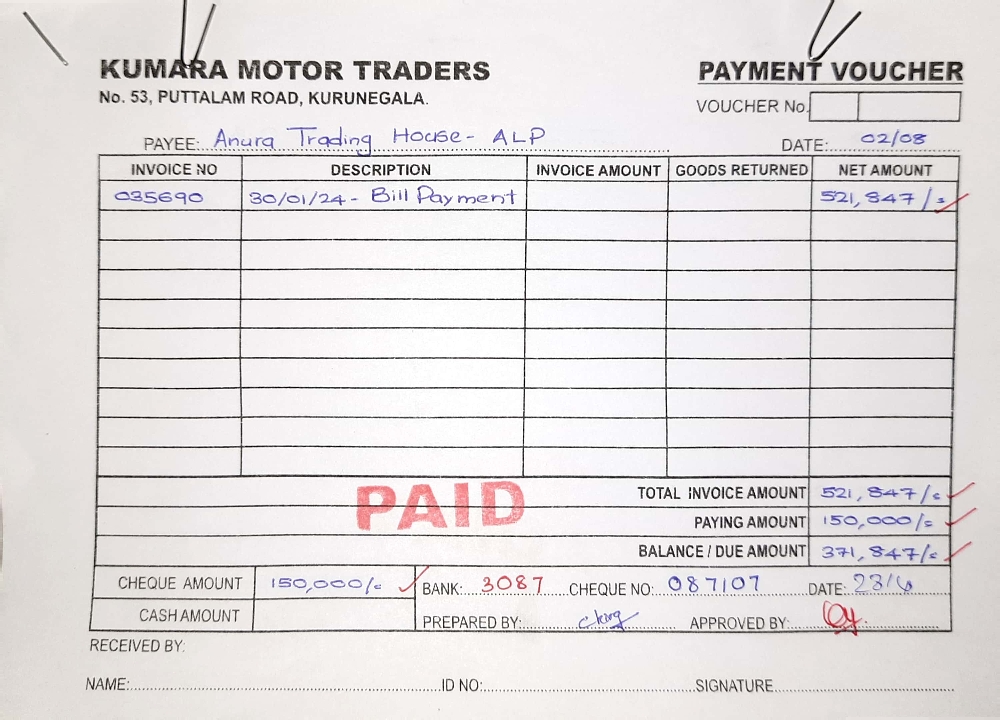 KUMARA MOTOR TRADERS
PAYMENT VOUCHER
No. 53, PUTTALAM ROAD, KURUNEGALA.
VOUCHER No.
PAYEE: Anura Trading House - ALP
DATE: 02/08
INVOICE NO DESCRIPTION INVOICE AMOUNT GOODS RETURNED NET AMOUNT
035690 30/01/24 - Bill Payment 521,847/=
PAID
TOTAL INVOICE AMOUNT 521,847/=
PAYING AMOUNT 150,000/=
BALANCE / DUE AMOUNT 371,847/=
CHEQUE AMOUNT 150,000/= BANK: 3087 CHEQUE NO: 087107 DATE: 23/6
CASH AMOUNT
PREPARED BY: APPROVED BY:
RECEIVED BY:
NAME: ID NO: SIGNATURE